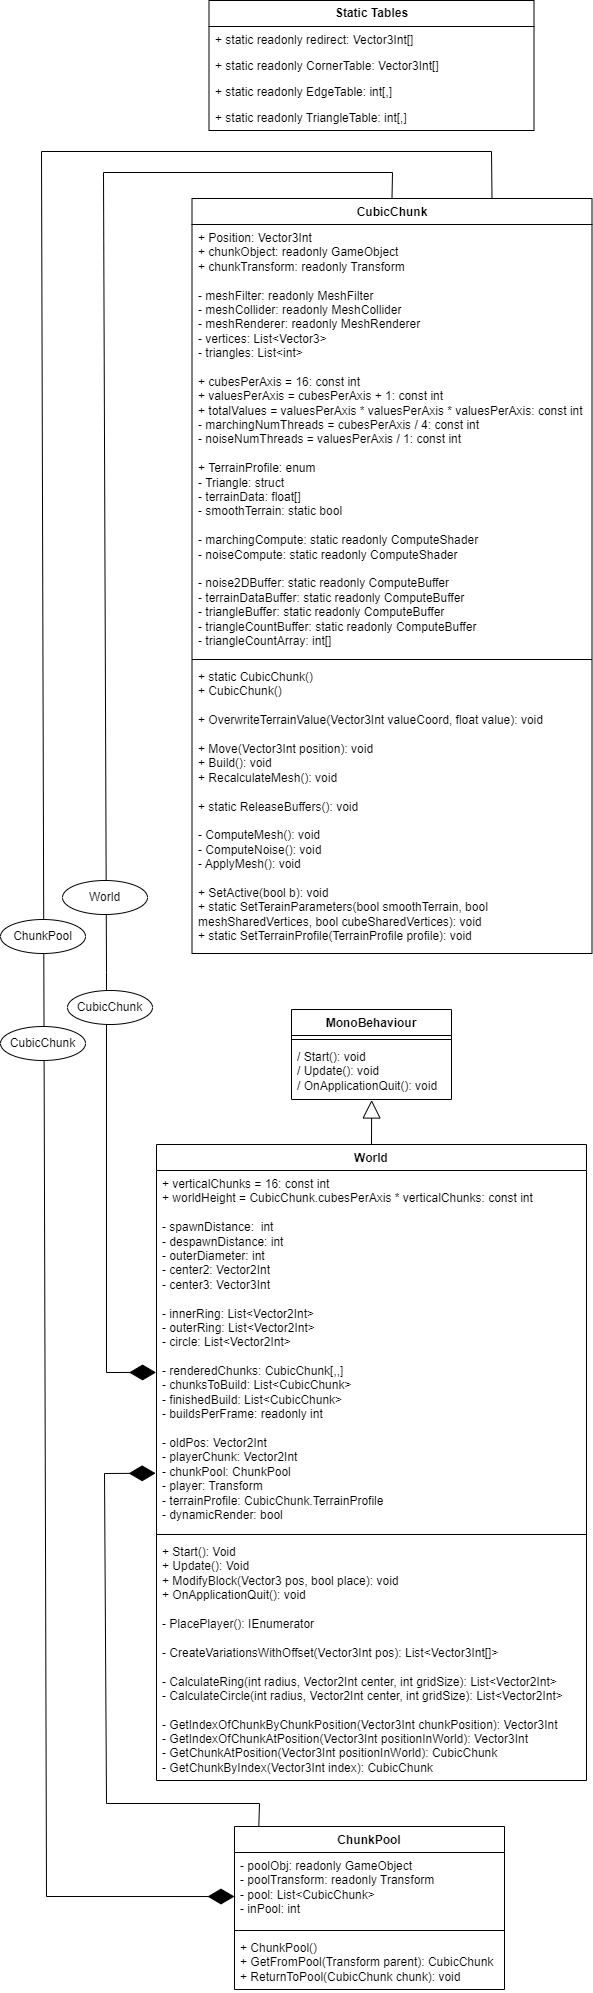 Static Tables
+ static readonly redirect: Vector3Int[]
+ static readonly CornerTable: Vector3Int[]
+ static readonly EdgeTable: int[,]
+ static readonly TriangleTable: int[,]
CubicChunk
+ Position: Vector3Int
+ chunkObject: readonly GameObject
+ chunkTransform: readonly Transform
- meshFilter: readonly MeshFilter
- meshCollider: readonly MeshCollider
- meshRenderer: readonly MeshRenderer
- vertices: List<Vector3>
- triangles: List<int>
+ cubesPerAxis = 16: const int
+ valuesPerAxis = cubesPerAxis + 1: const int
+ totalValues = valuesPerAxis * valuesPerAxis * valuesPerAxis: const int
- marchingNumThreads = cubesPerAxis / 4: const int
- noiseNumThreads = valuesPerAxis / 1: const int
+ TerrainProfile: enum
- Triangle: struct
- terrainData: float[]
- smoothTerrain: static bool
- marchingCompute: static readonly ComputeShader
- noiseCompute: static readonly ComputeShader
- noise2DBuffer: static readonly ComputeBuffer
- terrainDataBuffer: static readonly ComputeBuffer
- triangleBuffer: static readonly ComputeBuffer
- triangleCountBuffer: static readonly ComputeBuffer
- triangleCountArray: int[]
+ static CubicChunk()
+ CubicChunk()
+ OverwriteTerrainValue(Vector3Int valueCoord, float value): void
+ Move(Vector3Int position): void
+ Build(): void
+ RecalculateMesh(): void
+ static ReleaseBuffers(): void
- ComputeMesh(): void
- ComputeNoise(): void
- ApplyMesh(): void
+ SetActive(bool b): void
+ static SetTerainParameters(bool smoothTerrain, bool
meshSharedVertices, bool cubeSharedVertices): void
+ static SetTerrainProfile(TerrainProfile profile): void
World
ChunkPool
CubicChunk
CubicChunk
MonoBehaviour
/ Start(): void
/ Update(): void
/ OnApplicationQuit(): void
World
+ verticalChunks = 16: const int
+ worldHeight = CubicChunk.cubesPerAxis * verticalChunks: const int
- spawnDistance:  int
- despawnDistance: int
- outerDiameter: int
- center2: Vector2Int
- center3: Vector3Int
- innerRing: List<Vector2Int>
- outerRing: List<Vector2Int>
- circle: List<Vector2Int>
- renderedChunks: CubicChunk[,,]
- chunksToBuild: List<CubicChunk>
- finishedBuild: List<CubicChunk>
- buildsPerFrame: readonly int
- oldPos: Vector2Int
- playerChunk: Vector2Int
- chunkPool: ChunkPool
- player: Transform
- terrainProfile: CubicChunk.TerrainProfile
- dynamicRender: bool
+ Start(): Void
+ Update(): Void
+ ModifyBlock(Vector3 pos, bool place): void
+ OnApplicationQuit(): void
- PlacePlayer(): IEnumerator
- CreateVariationsWithOffset(Vector3Int pos): List<Vector3Int[]>
- CalculateRing(int radius, Vector2Int center, int gridSize): List<Vector2Int>
- CalculateCircle(int radius, Vector2Int center, int gridSize): List<Vector2Int>
- GetIndexOfChunkByChunkPosition(Vector3Int chunkPosition): Vector3Int
- GetIndexOfChunkAtPosition(Vector3Int positionInWorld): Vector3Int
- GetChunkAtPosition(Vector3Int positionInWorld): CubicChunk
- GetChunkByIndex(Vector3Int index): CubicChunk
ChunkPool
- poolObj: readonly GameObject
- poolTransform: readonly Transform
- pool: List<CubicChunk>
- inPool: int
+ ChunkPool()
+ GetFromPool(Transform parent): CubicChunk
+ ReturnToPool(CubicChunk chunk): void